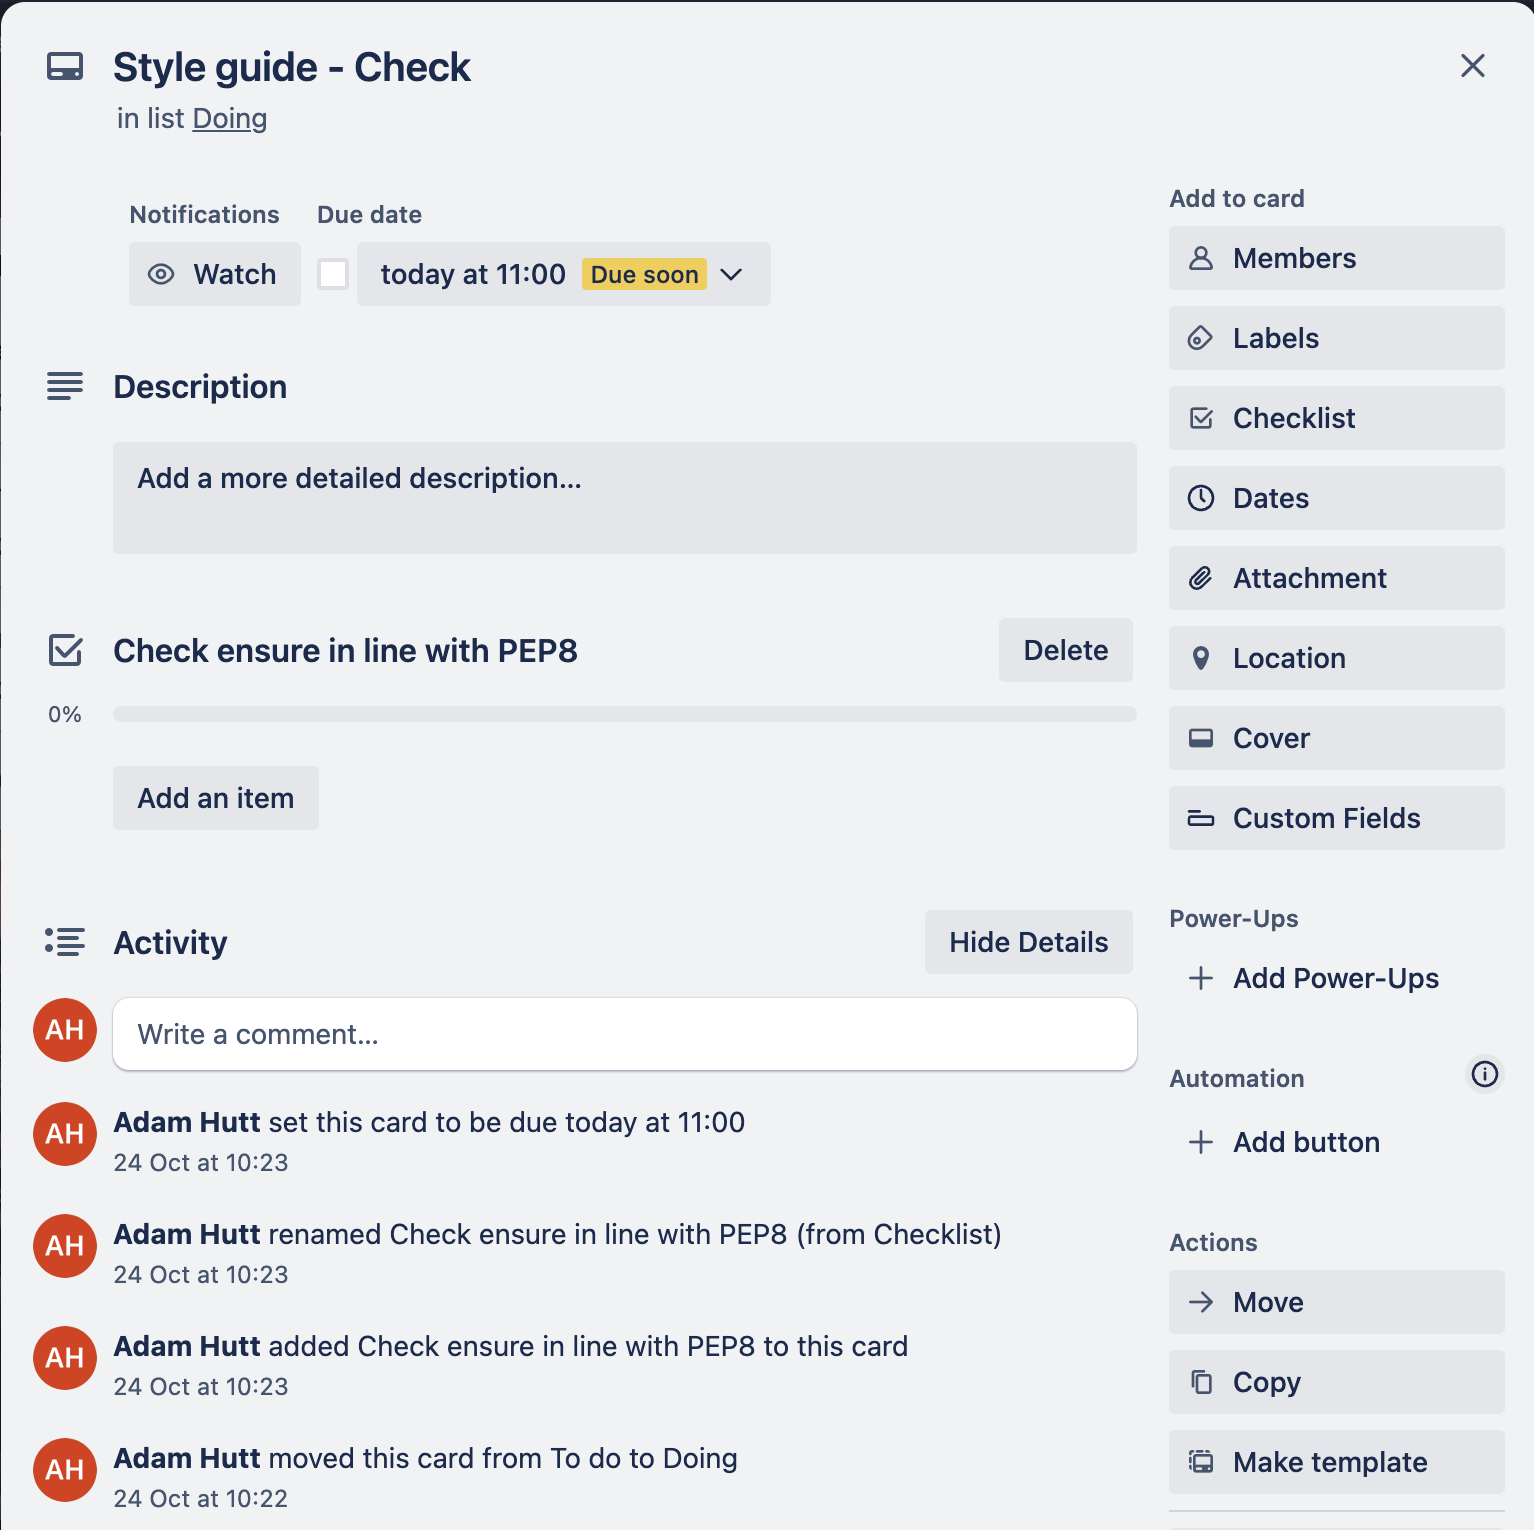 Style guide - Check
in list Doing
Notifications
Due date
Watch
today at 11:00 Due soon
Description
Add a more detailed description...
Check ensure in line with PEP8
Delete
0%
Add an item
Activity
Hide Details
AH
Write a comment...
AH
Adam Hutt set this card to be due today at 11:00
24 Oct at 10:23
AH
Adam Hutt renamed Check ensure in line with PEP8 (from Checklist)
24 Oct at 10:23
AH
Adam Hutt added Check ensure in line with PEP8 to this card
24 Oct at 10:23
AH
Adam Hutt moved this card from To do to Doing
24 Oct at 10:22
Add to card
Members
Labels
Checklist
Dates
Attachment
Location
Cover
Custom Fields
Power-Ups
Add Power-Ups
Automation
Add button
Actions
Move
Copy
Make template